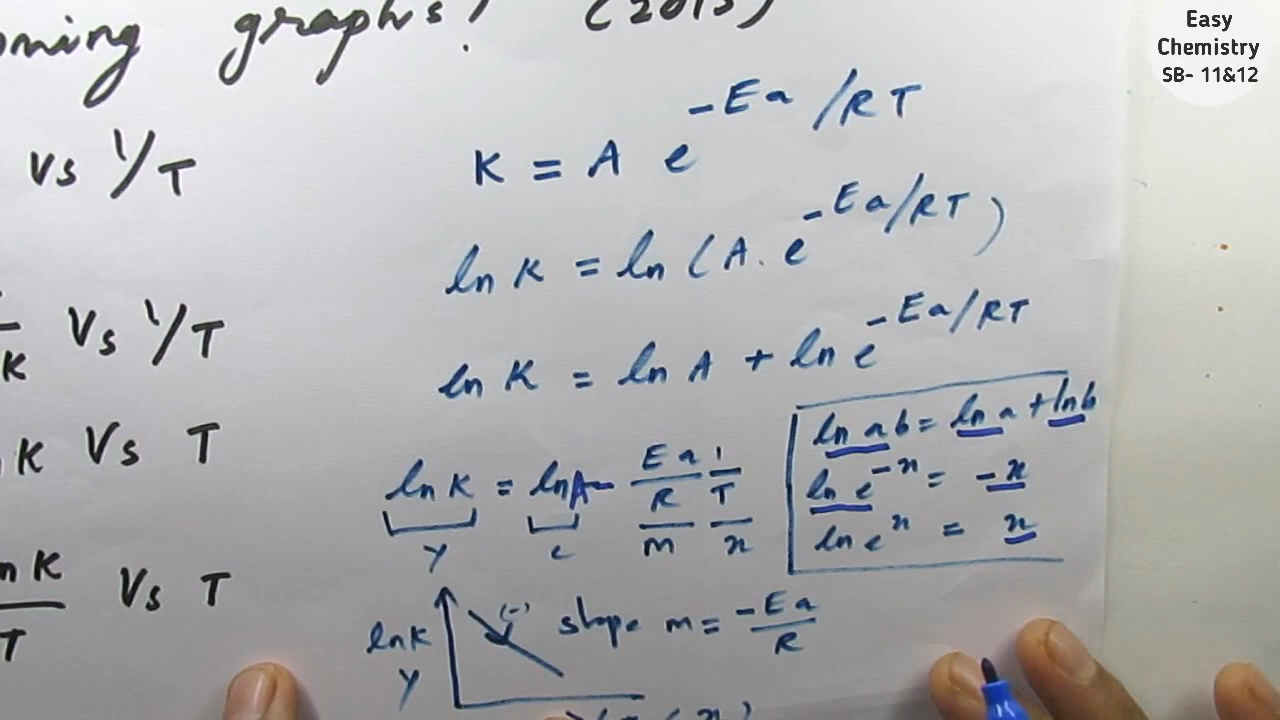 graphs? (2015)
Easy
Chemistry
SB- 11&12
Vs 1/T
K Vs 1/T
K Vs T
ln K / T Vs T
K = A e^-Ea/RT
ln K = ln (A. e^-Ea/RT)
ln K = ln A + ln e^-Ea/RT
ln K = ln A - Ea/R 1/T
y c m x
ln ab = ln a + ln b
ln e^-x = -x
ln e^x = x
(-) slope m = -Ea/R
ln K
y
(x)